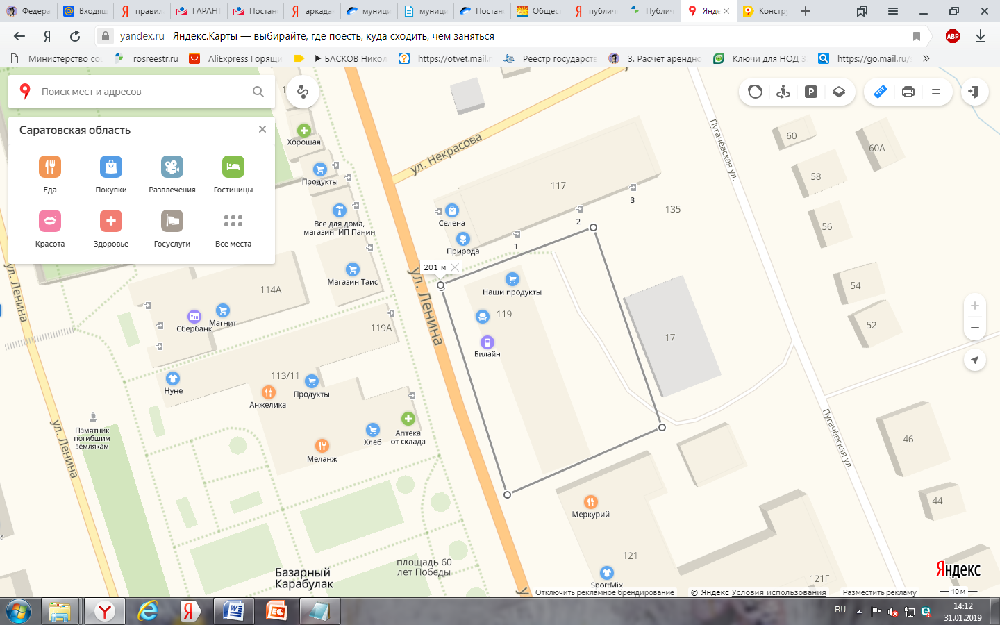 Федера
Входящ
правил
ГАРАНТ
Постан
аркада
муници
муници
Постан
Общест
публич
Публич
Янде
Констр
yandex.ru Яндекс.Карты — выбирайте, где поесть, куда сходить, чем заняться
ABP
Министерство сос
rosreestr.ru
AliExpress Горящи
БАСКОВ Никол
https://otvet.mail.r
Реестр государств
3. Расчет арендно
Ключи для НОД 3
https://go.mail.ru/
Поиск мест и адресов
Саратовская область
Еда
Покупки
Развлечения
Гостиницы
Красота
Здоровье
Госуслуги
Все места
Хорошая
Продукты
Все для дома,
магазин, ИП Панин
Магазин Таис
ул. Некрасова
Пугачёвская ул.
60
60А
58
56
54
52
117
135
3
2
1
Селена
Природа
201 м
ул. Ленина
ул. Ленина
114А
Сбербанк
Магнит
119А
Наши продукты
119
Билайн
17
113/11
Нуне
Анжелика
Продукты
Памятник
погибшим
землякам
ул. Ленина
Хлеб
Аптека
от склада
Меланж
Пугачёвская ул.
46
44
Меркурий
121
SportMix
121Г
площадь 60
лет Победы
Базарный
Карабулак
Яндекс
Отключить рекламное брендирование
© Яндекс Условия использования
Разместить рекламу
10 м
RU
14:12
31.01.2019